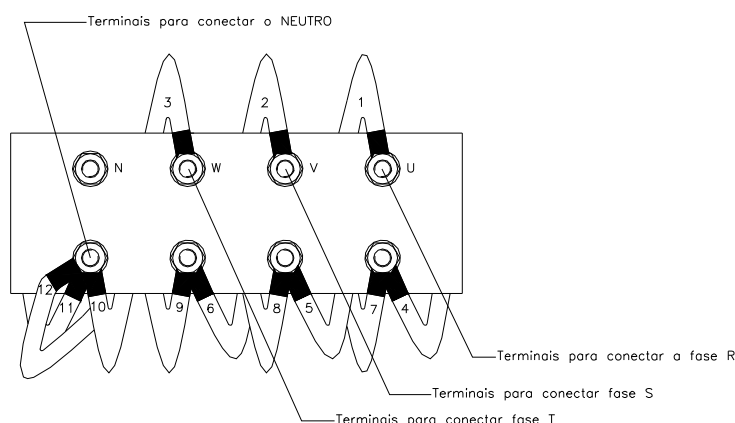 Terminais para conectar o NEUTRO
3 2 1
N W V U
12 11 10 9 6 8 5 7 4
Terminais para conectar a fase R
Terminais para conectar fase S
Terminais para conectar fase T